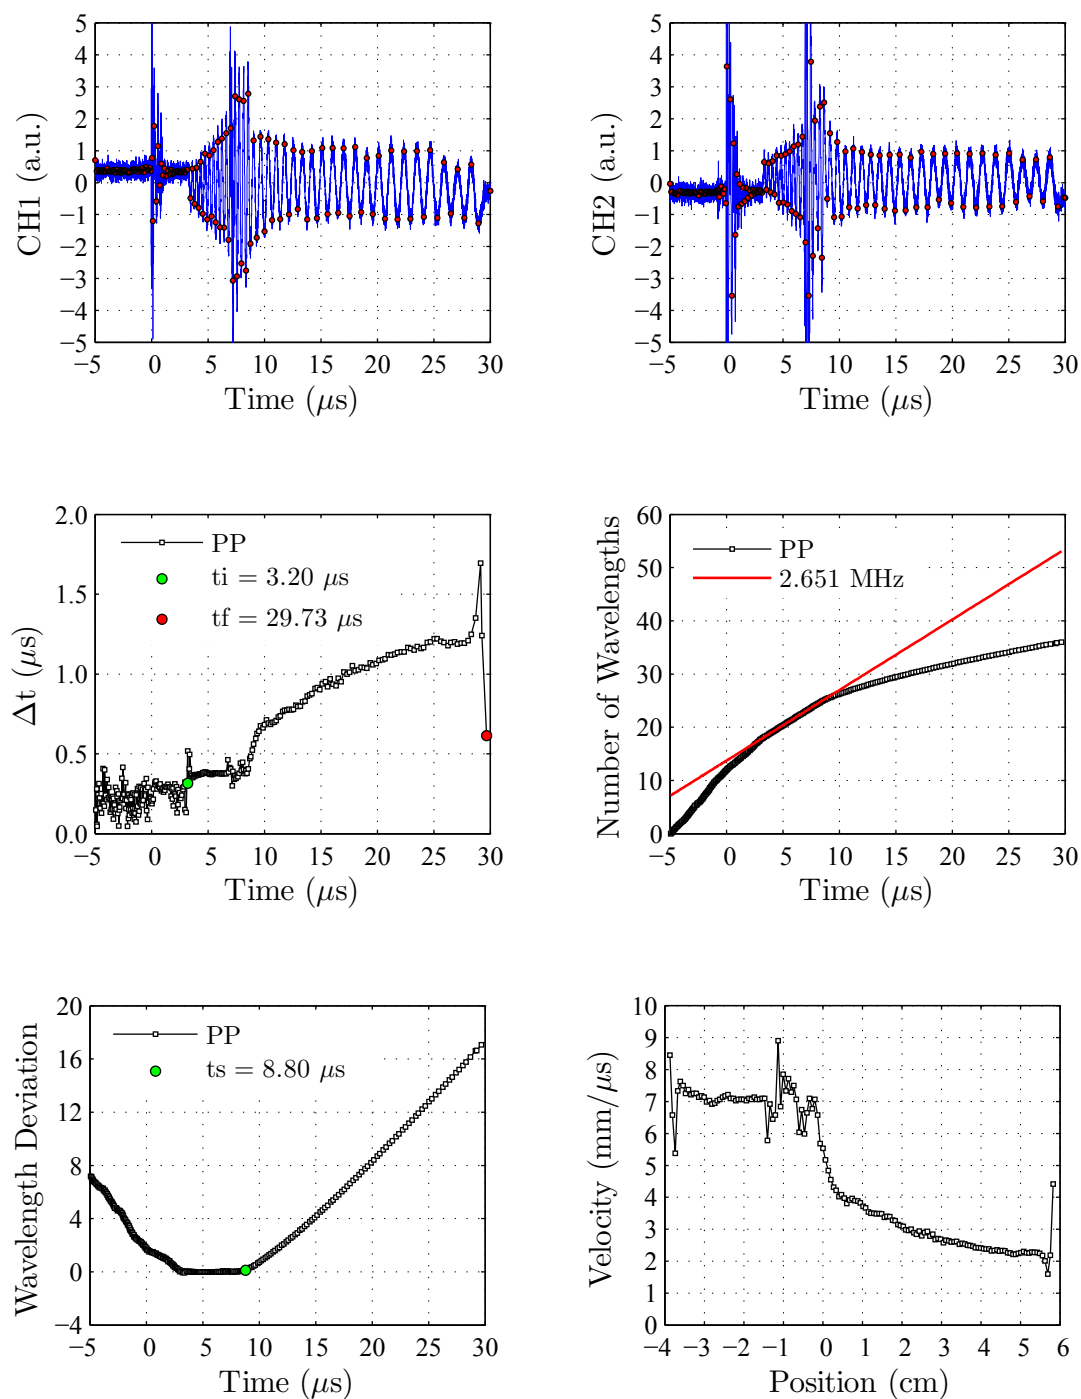 5
4
3
2
1
0
−1
−2
−3
−4
−5
CH1 (a.u.)
−5 0 5 10 15 20 25 30
Time (μs)
5
4
3
2
1
0
−1
−2
−3
−4
−5
CH2 (a.u.)
−5 0 5 10 15 20 25 30
Time (μs)
2.0
1.5
1.0
0.5
0.0
Δt (μs)
PP
ti = 3.20 μs
tf = 29.73 μs
−5 0 5 10 15 20 25 30
Time (μs)
60
50
40
30
20
10
0
Number of Wavelengths
PP
2.651 MHz
−5 0 5 10 15 20 25 30
Time (μs)
20
16
12
8
4
0
−4
Wavelength Deviation
PP
ts = 8.80 μs
−5 0 5 10 15 20 25 30
Time (μs)
10
9
8
7
6
5
4
3
2
1
0
Velocity (mm/μs)
−4 −3 −2 −1 0 1 2 3 4 5 6
Position (cm)